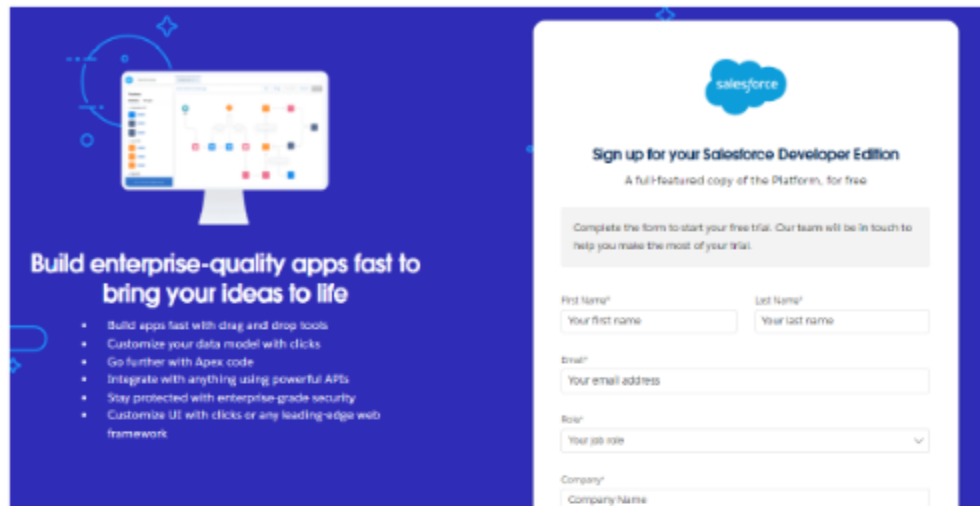 Build enterprise-quality apps fast to
bring your ideas to life
Build apps fast with drag and drop tools
Customize your data model with clicks
Go further with Apex code
Integrate with anything using powerful APIs
Stay protected with enterprise-grade security
Customize UI with clicks or any leading-edge web
framework
salesforce
Sign up for your Salesforce Developer Edition
A full-featured copy of the Platform, for free
Complete the form to start your free trial. Our team will be in touch to
help you make the most of your trial.
First Name* Last Name*
Your first name Your last name
Email*
Your email address
Role*
Your job role
Company*
Company Name